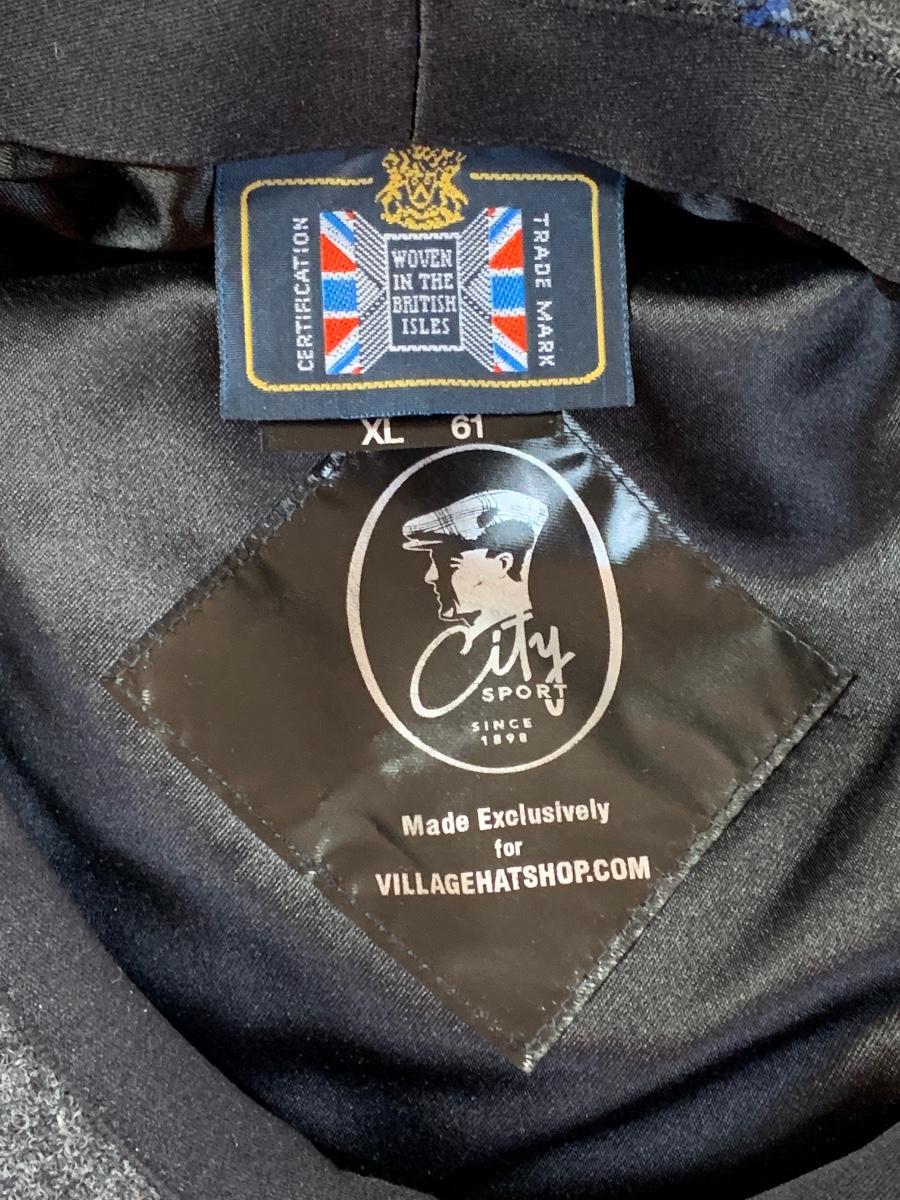 CERTIFICATION
WOVEN
IN THE
BRITISH
ISLES
TRADE MARK
XL 61
City
SPORT
SINCE
1898
Made Exclusively
for
VILLAGEHATSHOP.COM